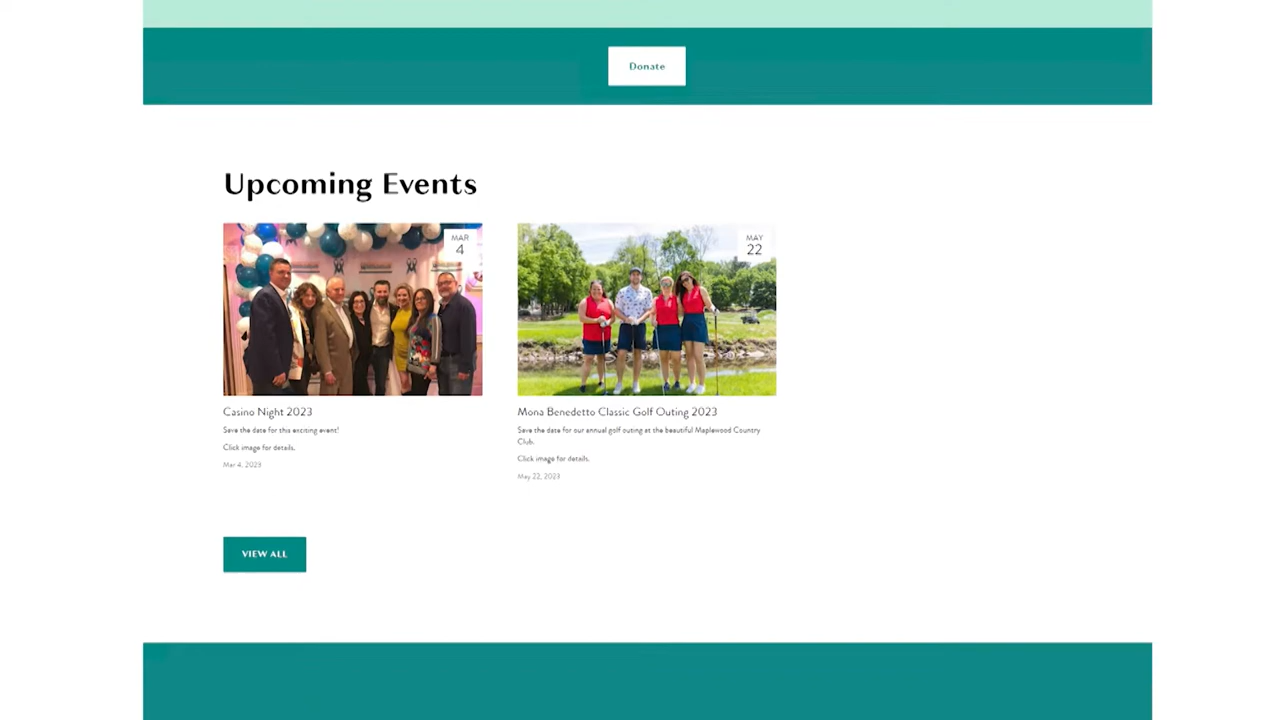 Donate
Upcoming Events
MAR
4
MAY
22
Casino Night 2023
Save the date for this exciting event!
Click image for details.
Mar 4, 2023
Mona Benedetto Classic Golf Outing 2023
Save the date for our annual golf outing at the beautiful Maplewood Country
Club.
Click image for details.
May 22, 2023
VIEW ALL